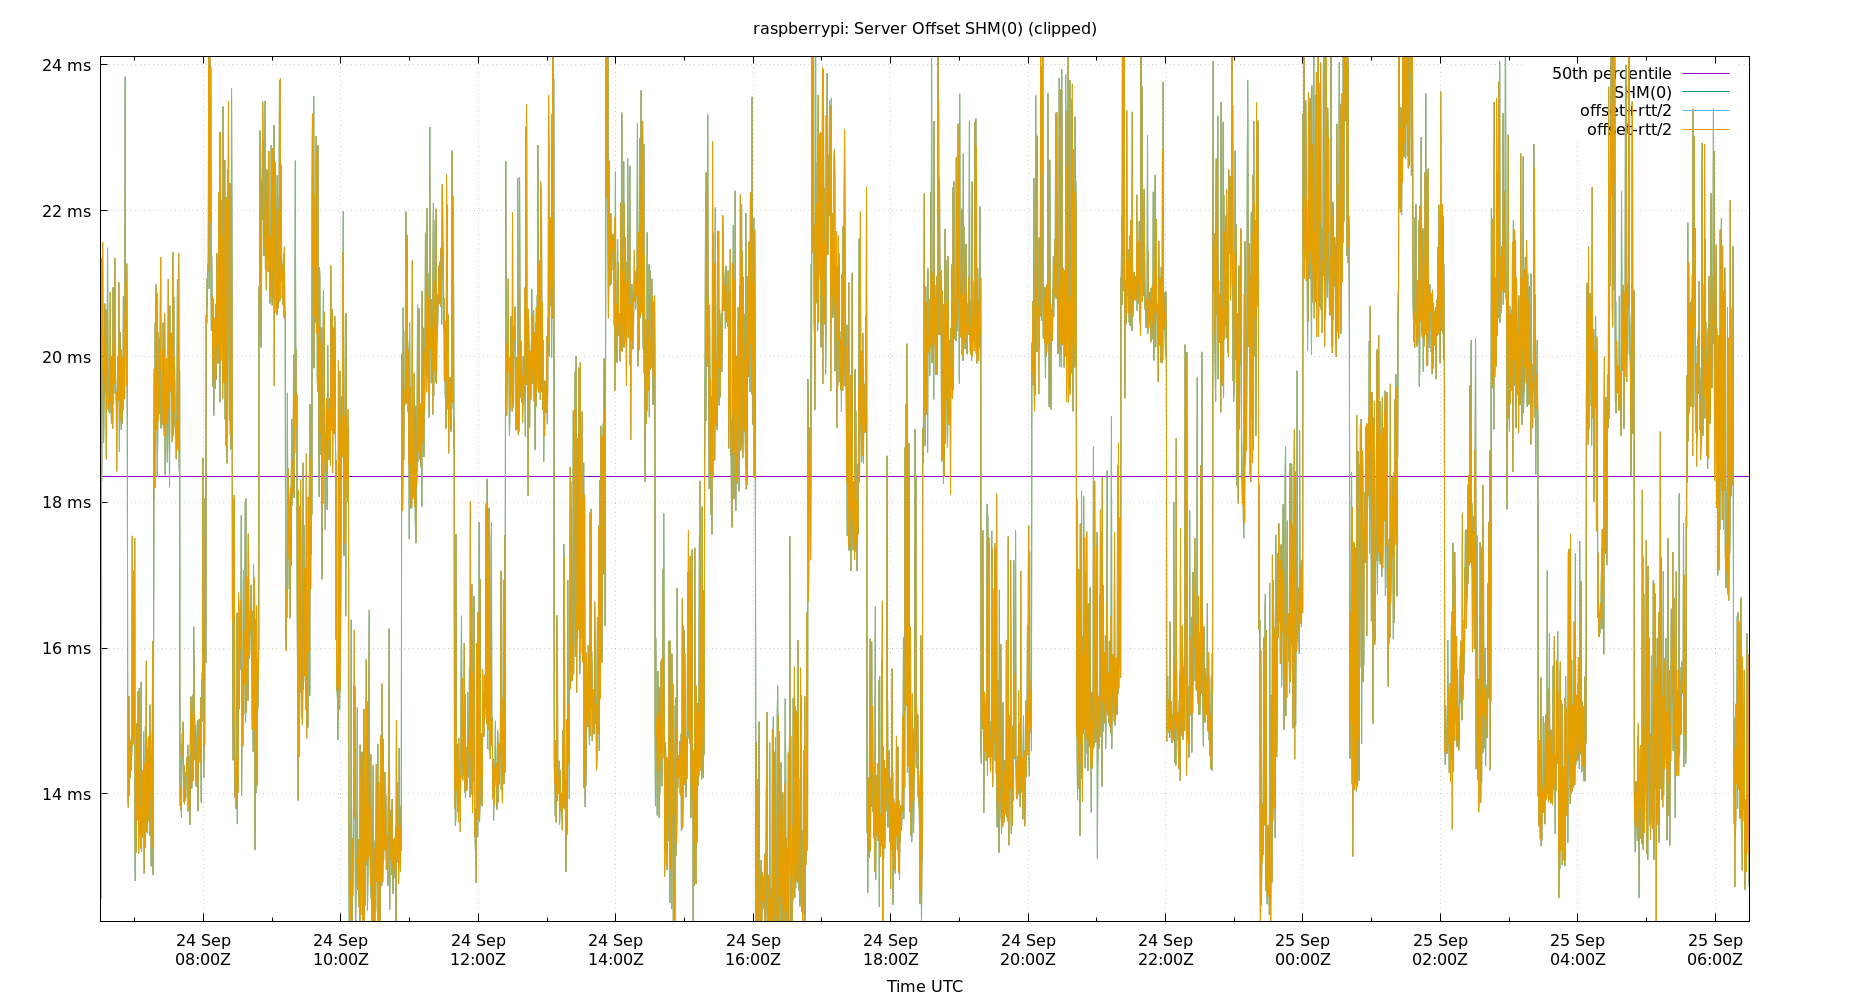 raspberrypi: Server Offset SHM(0) (clipped)
24 ms
22 ms
20 ms
18 ms
16 ms
14 ms
50th percentile
SHM(0)
offset+rtt/2
offset-rtt/2
24 Sep 24 Sep 24 Sep 24 Sep 24 Sep 24 Sep 24 Sep 24 Sep 25 Sep 25 Sep 25 Sep 25 Sep
08:00Z 10:00Z 12:00Z 14:00Z 16:00Z 18:00Z 20:00Z 22:00Z 00:00Z 02:00Z 04:00Z 06:00Z
Time UTC